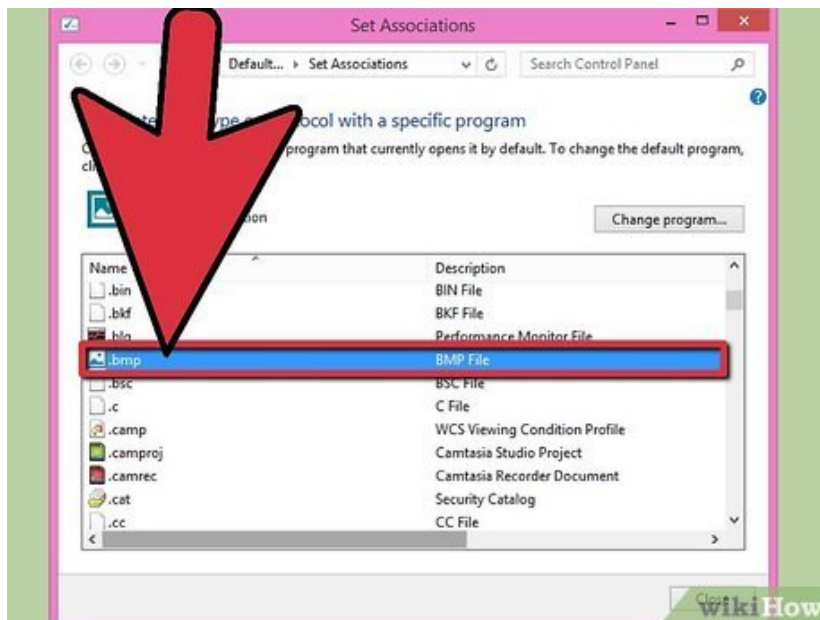 Set Associations
Default... ▸ Set Associations
Search Control Panel
with a specific program
program that currently opens it by default. To change the default program,
Change program...
Name
Description
.bin BIN File
.bkf BKF File
.blg Performance Monitor File
.bmp BMP File
.bsc BSC File
.c C File
.camp WCS Viewing Condition Profile
.camproj Camtasia Studio Project
.camrec Camtasia Recorder Document
.cat Security Catalog
.cc CC File
wikiHow